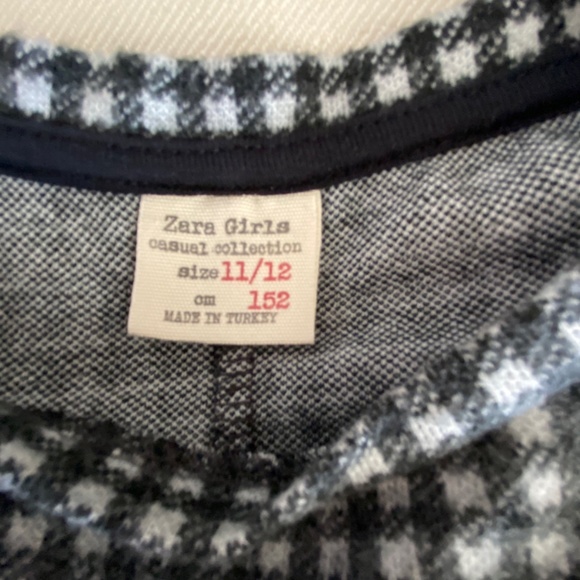 Zara Girls
casual collection
size 11/12
cm 152
MADE IN TURKEY